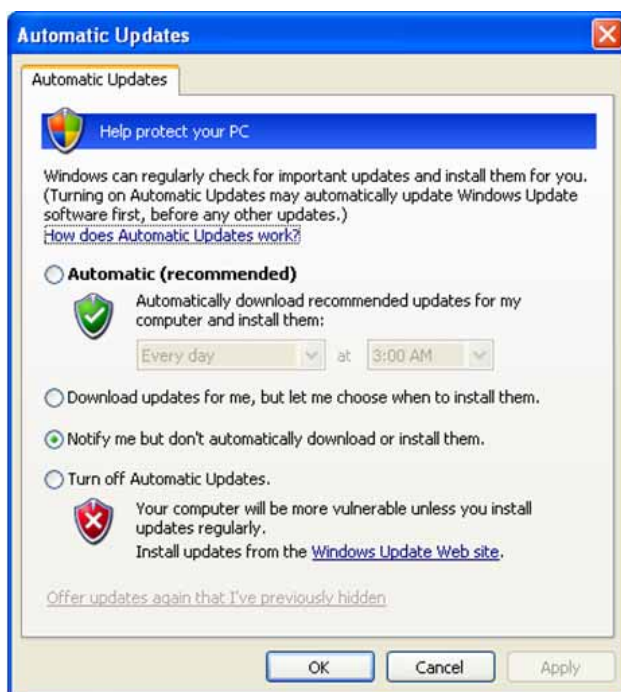 Automatic Updates
Automatic Updates
Help protect your PC
Windows can regularly check for important updates and install them for you.
(Turning on Automatic Updates may automatically update Windows Update
software first, before any other updates.)
How does Automatic Updates work?
Automatic (recommended)
Automatically download recommended updates for my
computer and install them:
Every day at 3:00 AM
Download updates for me, but let me choose when to install them.
Notify me but don't automatically download or install them.
Turn off Automatic Updates.
Your computer will be more vulnerable unless you install
updates regularly.
Install updates from the Windows Update Web site.
Offer updates again that I've previously hidden
OK Cancel Apply